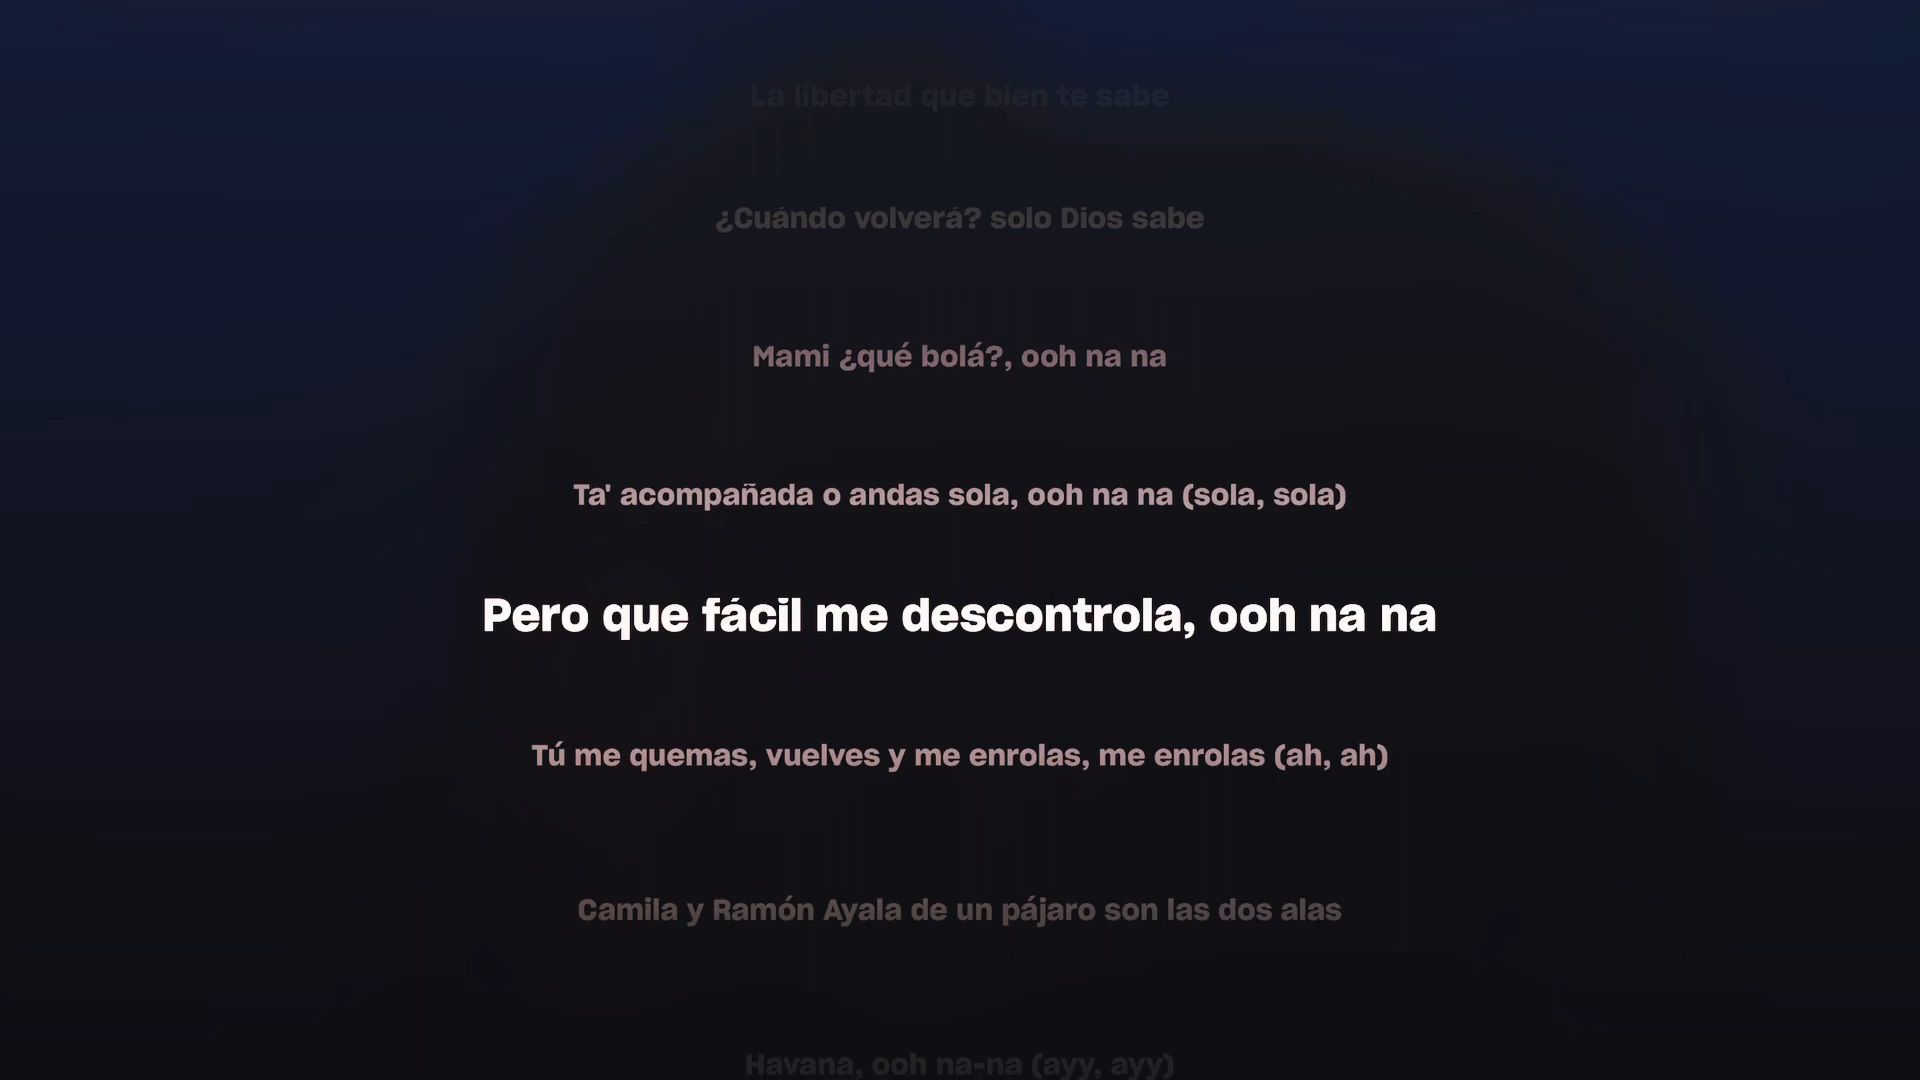 La libertad que bien te sabe
¿Cuándo volverá? solo Dios sabe
Mami ¿qué bolá?, ooh na na
Ta' acompañada o andas sola, ooh na na (sola, sola)
Pero que fácil me descontrola, ooh na na
Tú me quemas, vuelves y me enrolas, me enrolas (ah, ah)
Camila y Ramón Ayala de un pájaro son las dos alas
Havana, ooh na-na (ayy, ayy)